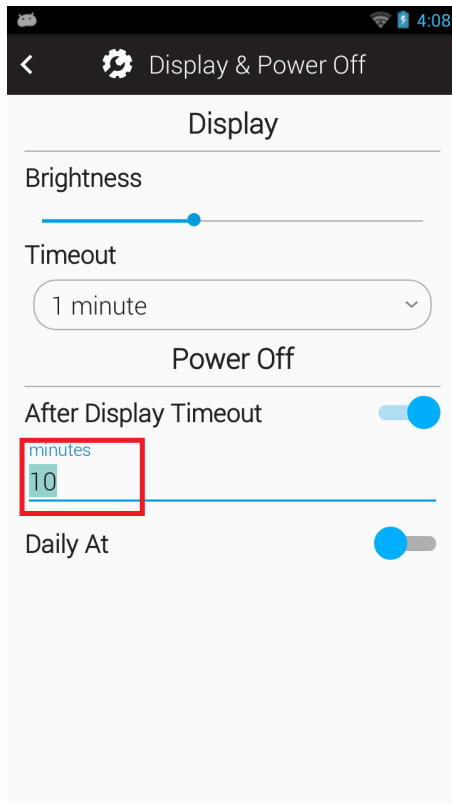 4:08
Display & Power Off
Display
Brightness
Timeout
1 minute
Power Off
After Display Timeout
minutes
10
Daily At